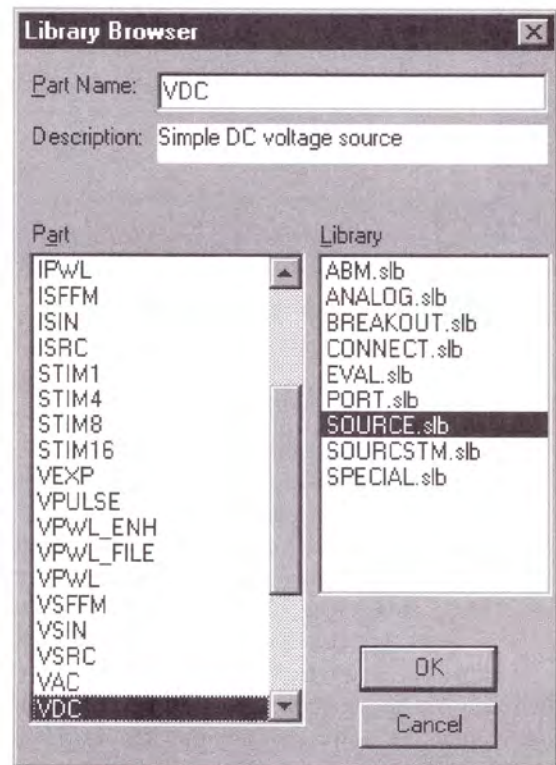 Library Browser
Part Name: VDC
Description: Simple DC voltage source
Part
IPWL
ISFFM
ISIN
ISRC
STIM1
STIM4
STIM8
STIM16
VEXP
VPULSE
VPWL_ENH
VPWL_FILE
VPWL
VSFFM
VSIN
VSRC
VAC
VDC
Library
ABM.slb
ANALOG.slb
BREAKOUT.slb
CONNECT.slb
EVAL.slb
PORT.slb
SOURCE.slb
SOURCSTM.slb
SPECIAL.slb
OK
Cancel